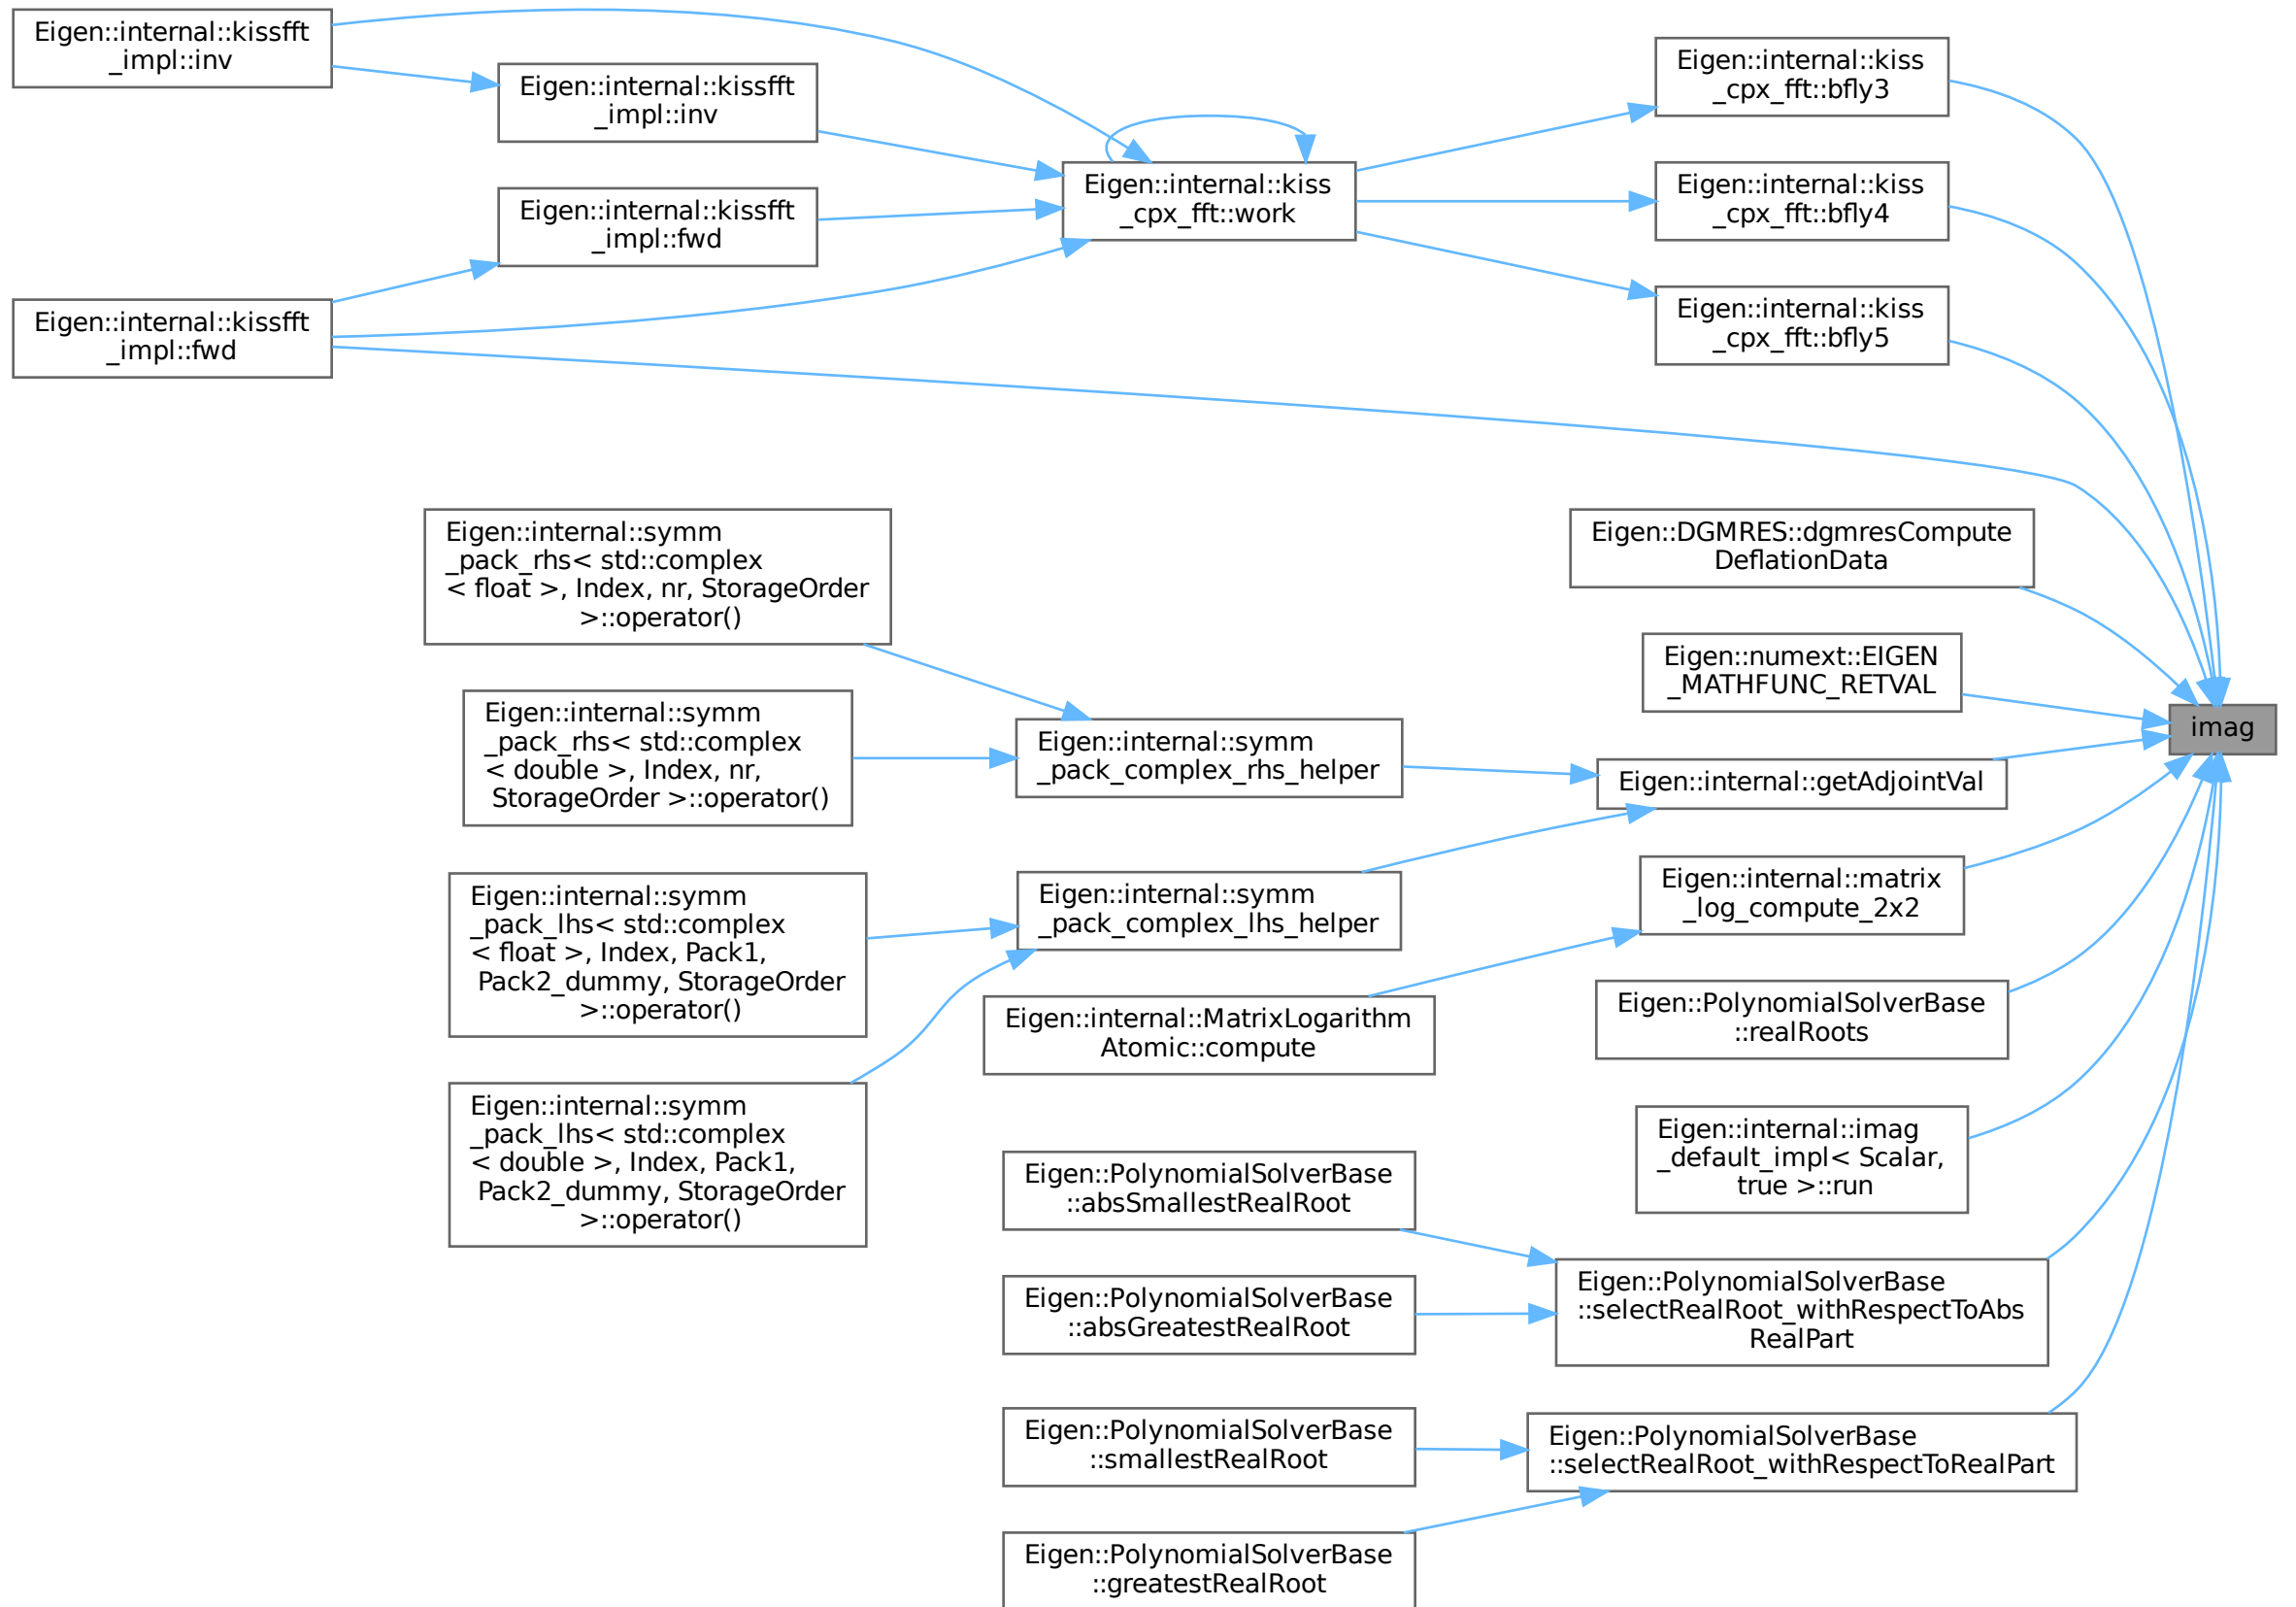 Eigen::internal::kissfft
_impl::inv
Eigen::internal::kissfft
_impl::inv
Eigen::internal::kissfft
_impl::fwd
Eigen::internal::kissfft
_impl::fwd
Eigen::internal::kiss
_cpx_fft::work
Eigen::internal::kiss
_cpx_fft::bfly3
Eigen::internal::kiss
_cpx_fft::bfly4
Eigen::internal::kiss
_cpx_fft::bfly5
Eigen::internal::symm
_pack_rhs< std::complex
< float >, Index, nr, StorageOrder
>::operator()
Eigen::internal::symm
_pack_rhs< std::complex
< double >, Index, nr,
StorageOrder >::operator()
Eigen::internal::symm
_pack_lhs< std::complex
< float >, Index, Pack1,
Pack2_dummy, StorageOrder
>::operator()
Eigen::internal::symm
_pack_lhs< std::complex
< double >, Index, Pack1,
Pack2_dummy, StorageOrder
>::operator()
Eigen::internal::symm
_pack_complex_rhs_helper
Eigen::internal::symm
_pack_complex_lhs_helper
Eigen::internal::MatrixLogarithm
Atomic::compute
Eigen::PolynomialSolverBase
::absSmallestRealRoot
Eigen::PolynomialSolverBase
::absGreatestRealRoot
Eigen::PolynomialSolverBase
::smallestRealRoot
Eigen::PolynomialSolverBase
::greatestRealRoot
Eigen::DGMRES::dgmresCompute
DeflationData
Eigen::numext::EIGEN
_MATHFUNC_RETVAL
Eigen::internal::getAdjointVal
Eigen::internal::matrix
_log_compute_2x2
Eigen::PolynomialSolverBase
::realRoots
Eigen::internal::imag
_default_impl< Scalar,
true >::run
Eigen::PolynomialSolverBase
::selectRealRoot_withRespectToAbs
RealPart
Eigen::PolynomialSolverBase
::selectRealRoot_withRespectToRealPart
imag